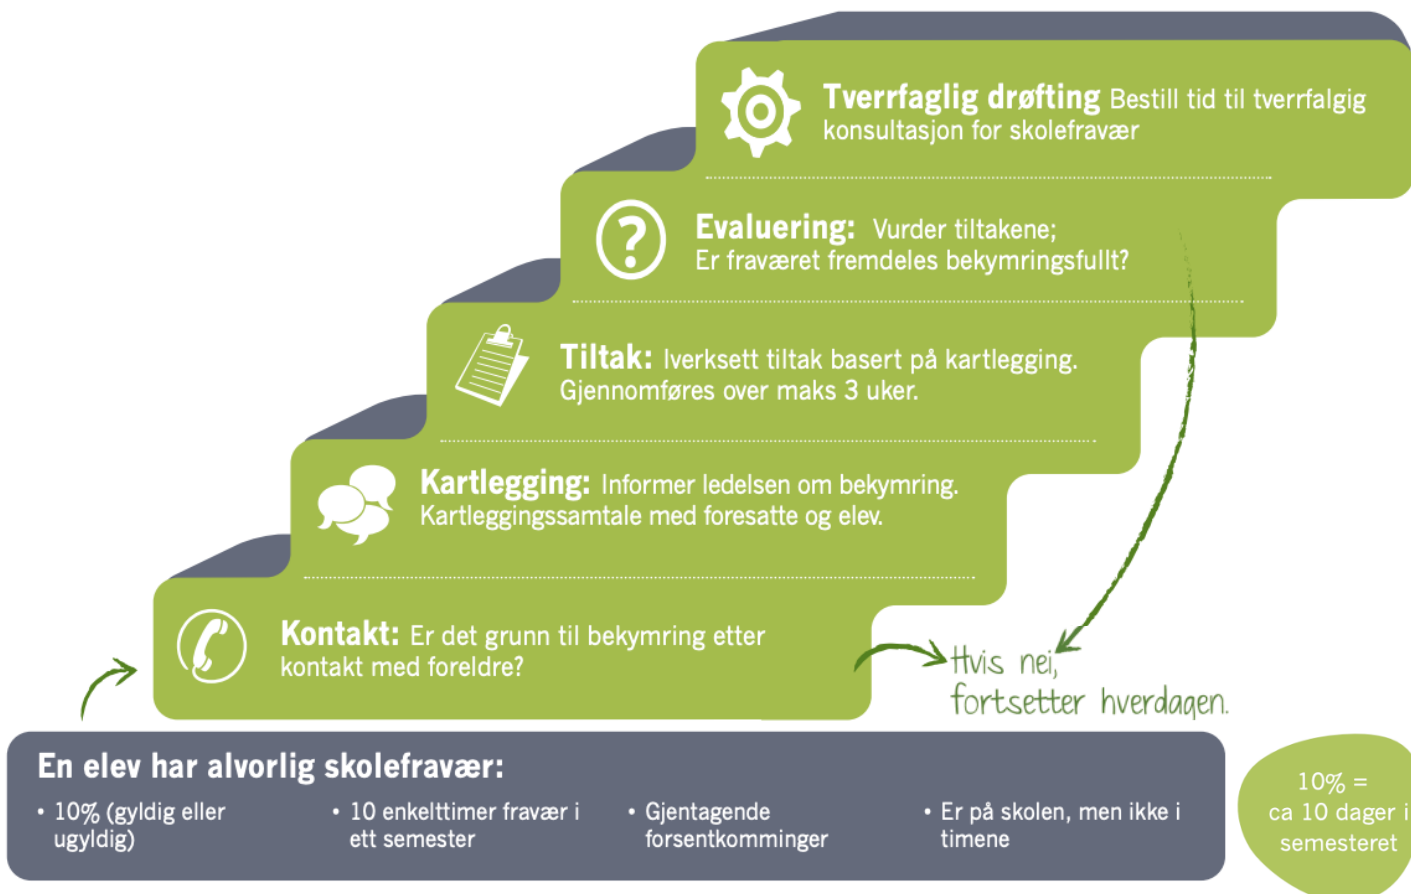 Tverrfaglig drøfting Bestill tid til tverrfalgig
konsultasjon for skolefravær
Evaluering: Vurder tiltakene;
Er fraværet fremdeles bekymringsfullt?
Tiltak: Iverksett tiltak basert på kartlegging.
Gjennomføres over maks 3 uker.
Kartlegging: Informer ledelsen om bekymring.
Kartleggingssamtale med foresatte og elev.
Kontakt: Er det grunn til bekymring etter
kontakt med foreldre?
Hvis nei,
fortsetter hverdagen.
En elev har alvorlig skolefravær:
• 10% (gyldig eller
ugyldig)
• 10 enkelttimer fravær i
ett semester
• Gjentagende
forsentkomminger
• Er på skolen, men ikke i
timene
10% =
ca 10 dager i
semesteret